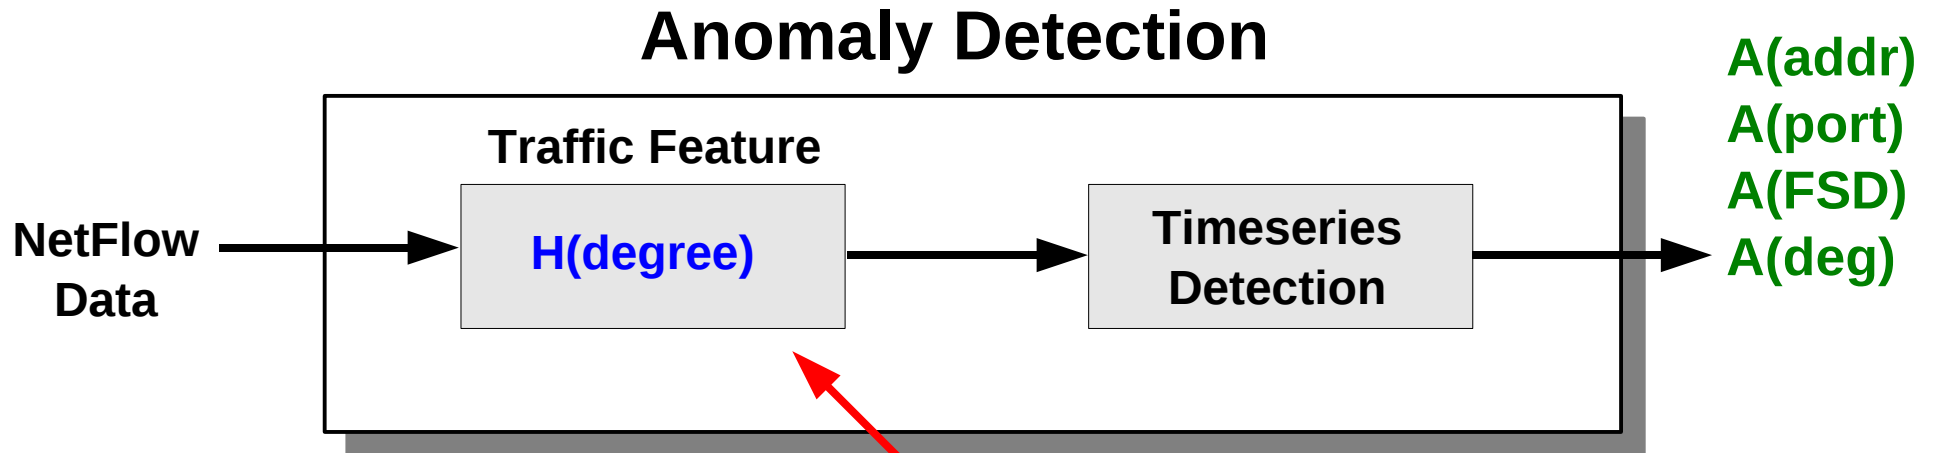 Anomaly Detection
A(addr)
A(port)
A(FSD)
A(deg)
Traffic Feature
NetFlow
Data
H(degree)
Timeseries
Detection